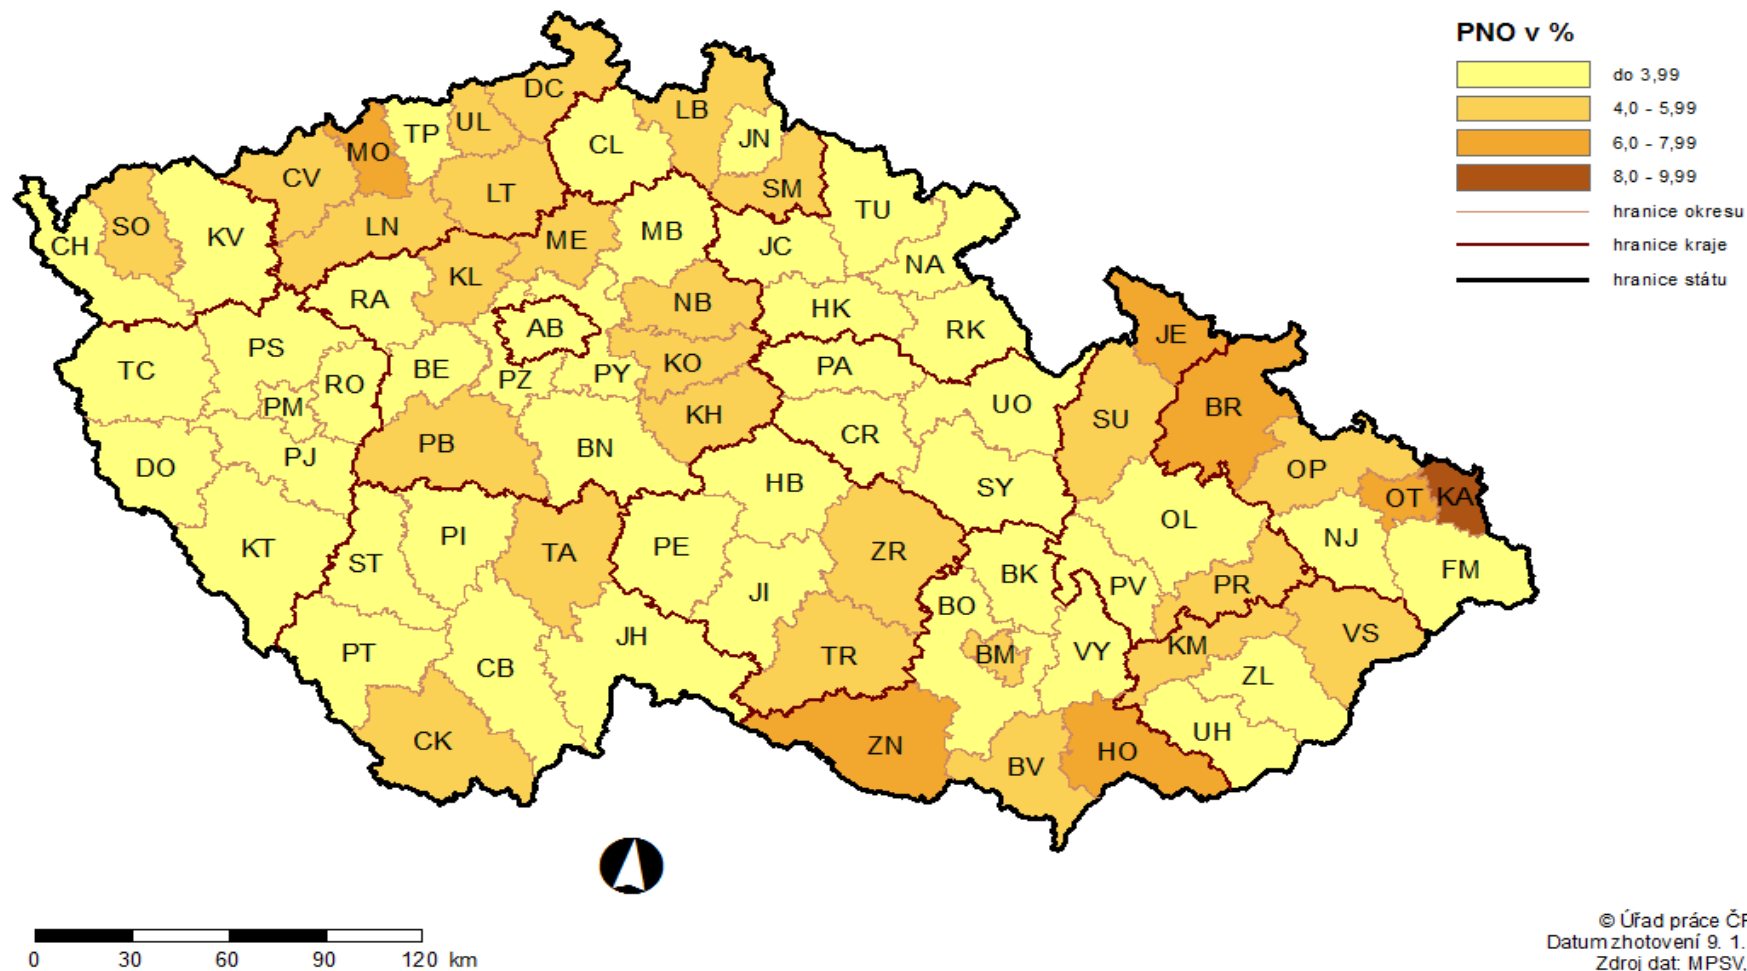 PNO v %
do 3,99
4,0 - 5,99
6,0 - 7,99
8,0 - 9,99
hranice okresu
hranice kraje
hranice státu
DC
LB
UL
TP
JN
CL
MO
CV
LT
SM
TU
SO
LN
KV
CH
ME
MB
JC
NA
KL
RA
NB
HK
AB
RK
JE
PS
KO
PA
TC
BE
PZ
PY
RO
UO
PM
KH
BR
SU
CR
PB
BN
PJ
DO
OP
HB
SY
OT
KA
OL
PI
NJ
KT
TA
PE
ZR
ST
BK
FM
PV
PR
JI
BO
JH
VS
KM
PT
TR
BM
VY
CB
ZL
UH
CK
ZN
HO
BV
0 30 60 90 120 km
© Úřad práce ČR
Datum zhotovení 9. 1.
Zdroj dat: MPSV,